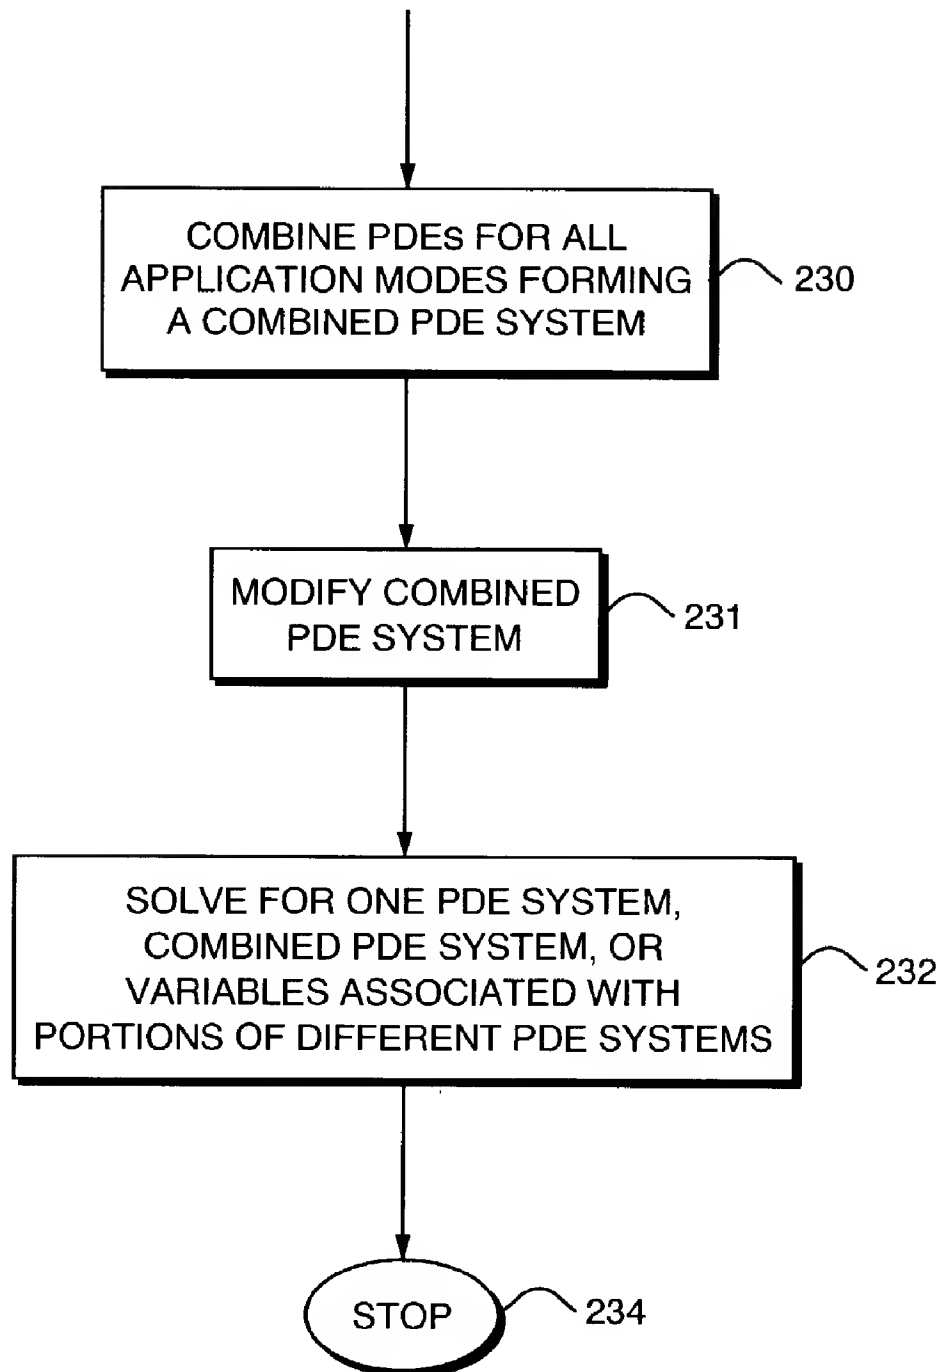 COMBINE PDEs FOR ALL
APPLICATION MODES FORMING
A COMBINED PDE SYSTEM
230
MODIFY COMBINED
PDE SYSTEM
231
SOLVE FOR ONE PDE SYSTEM,
COMBINED PDE SYSTEM, OR
VARIABLES ASSOCIATED WITH
PORTIONS OF DIFFERENT PDE SYSTEMS
232
STOP
234